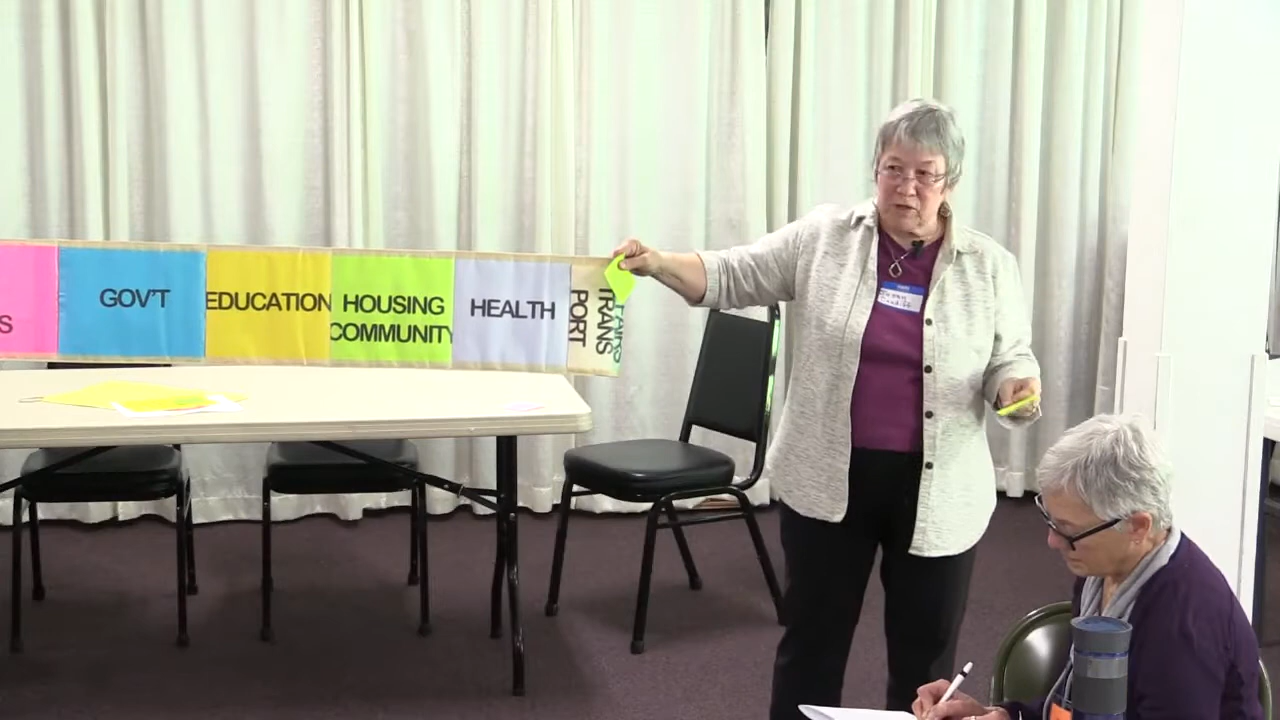 S
GOV'T
EDUCATION
HOUSING
COMMUNITY
HEALTH
TRANS
PORT